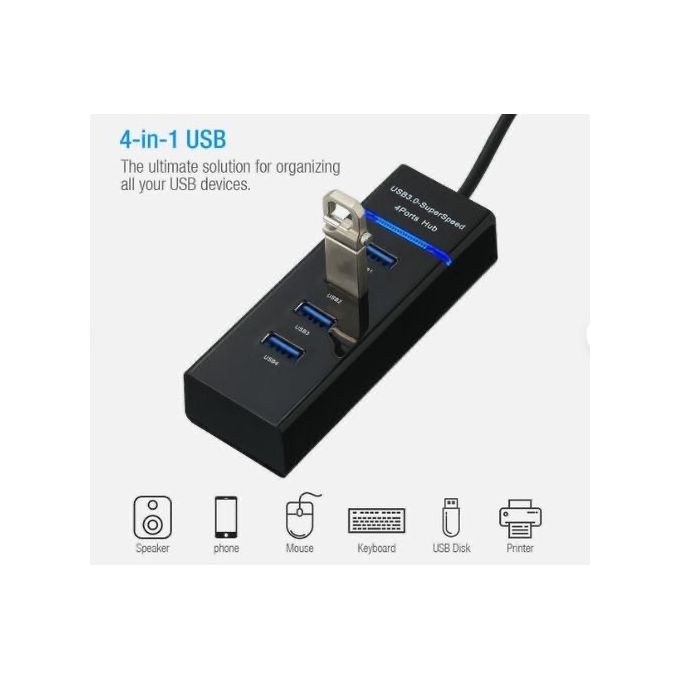 4-in-1 USB
The ultimate solution for organizing
all your USB devices.
USB3.0-SuperSpeed
4Ports Hub
USB2
USB3
USB4
Speaker
phone
Mouse
Keyboard
USB Disk
Printer